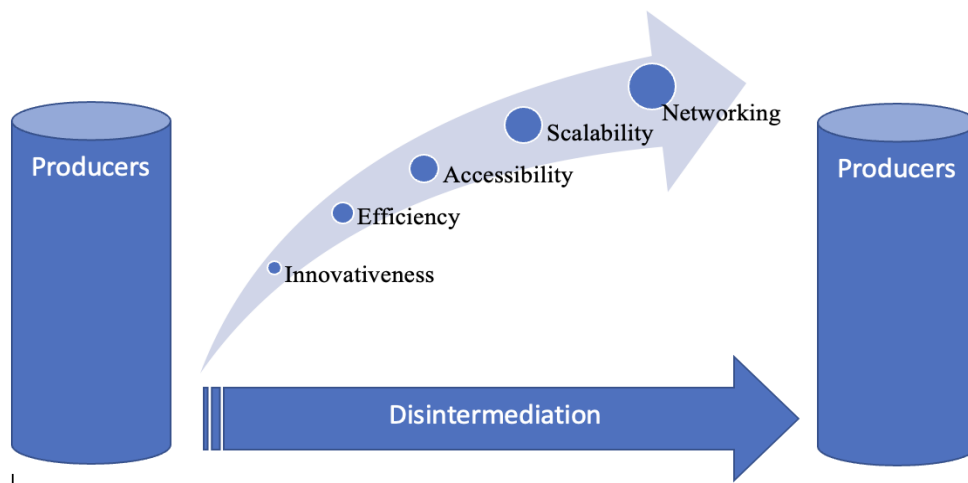 Producers
Networking
Scalability
Accessibility
Efficiency
Innovativeness
Disintermediation
Producers